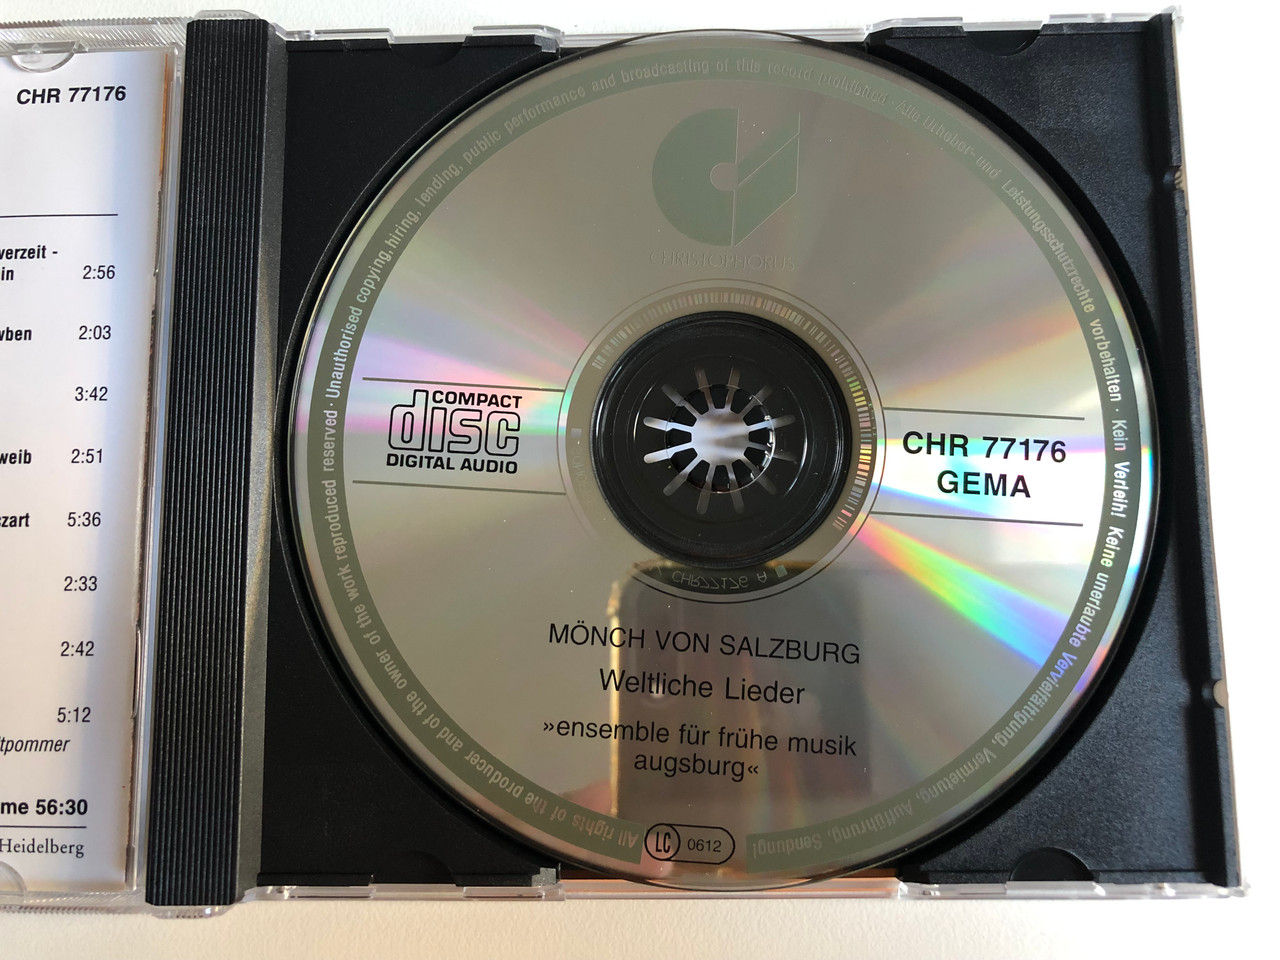 CHR 77176
verzeit -
in 2:56
wben 2:03
3:42
weib 2:51
szart 5:36
2:33
2:42
5:12
tpommer
me 56:30
Heidelberg
All rights of the producer and of the owner of the work reproduced reserved · Unauthorised copying, hiring, lending, public performance and broadcasting of this record prohibited · Alle Urheber- und Leistungsschutzrechte vorbehalten · Kein Verleih! Keine unerlaubte Vervielfältigung, Vermietung, Aufführung, Sendung!
CHRISTOPHORUS
COMPACT
disc
DIGITAL AUDIO
CHR 77176
GEMA
CHR77176 A
MÖNCH VON SALZBURG
Weltliche Lieder
»ensemble für frühe musik
augsburg«
LC 0612